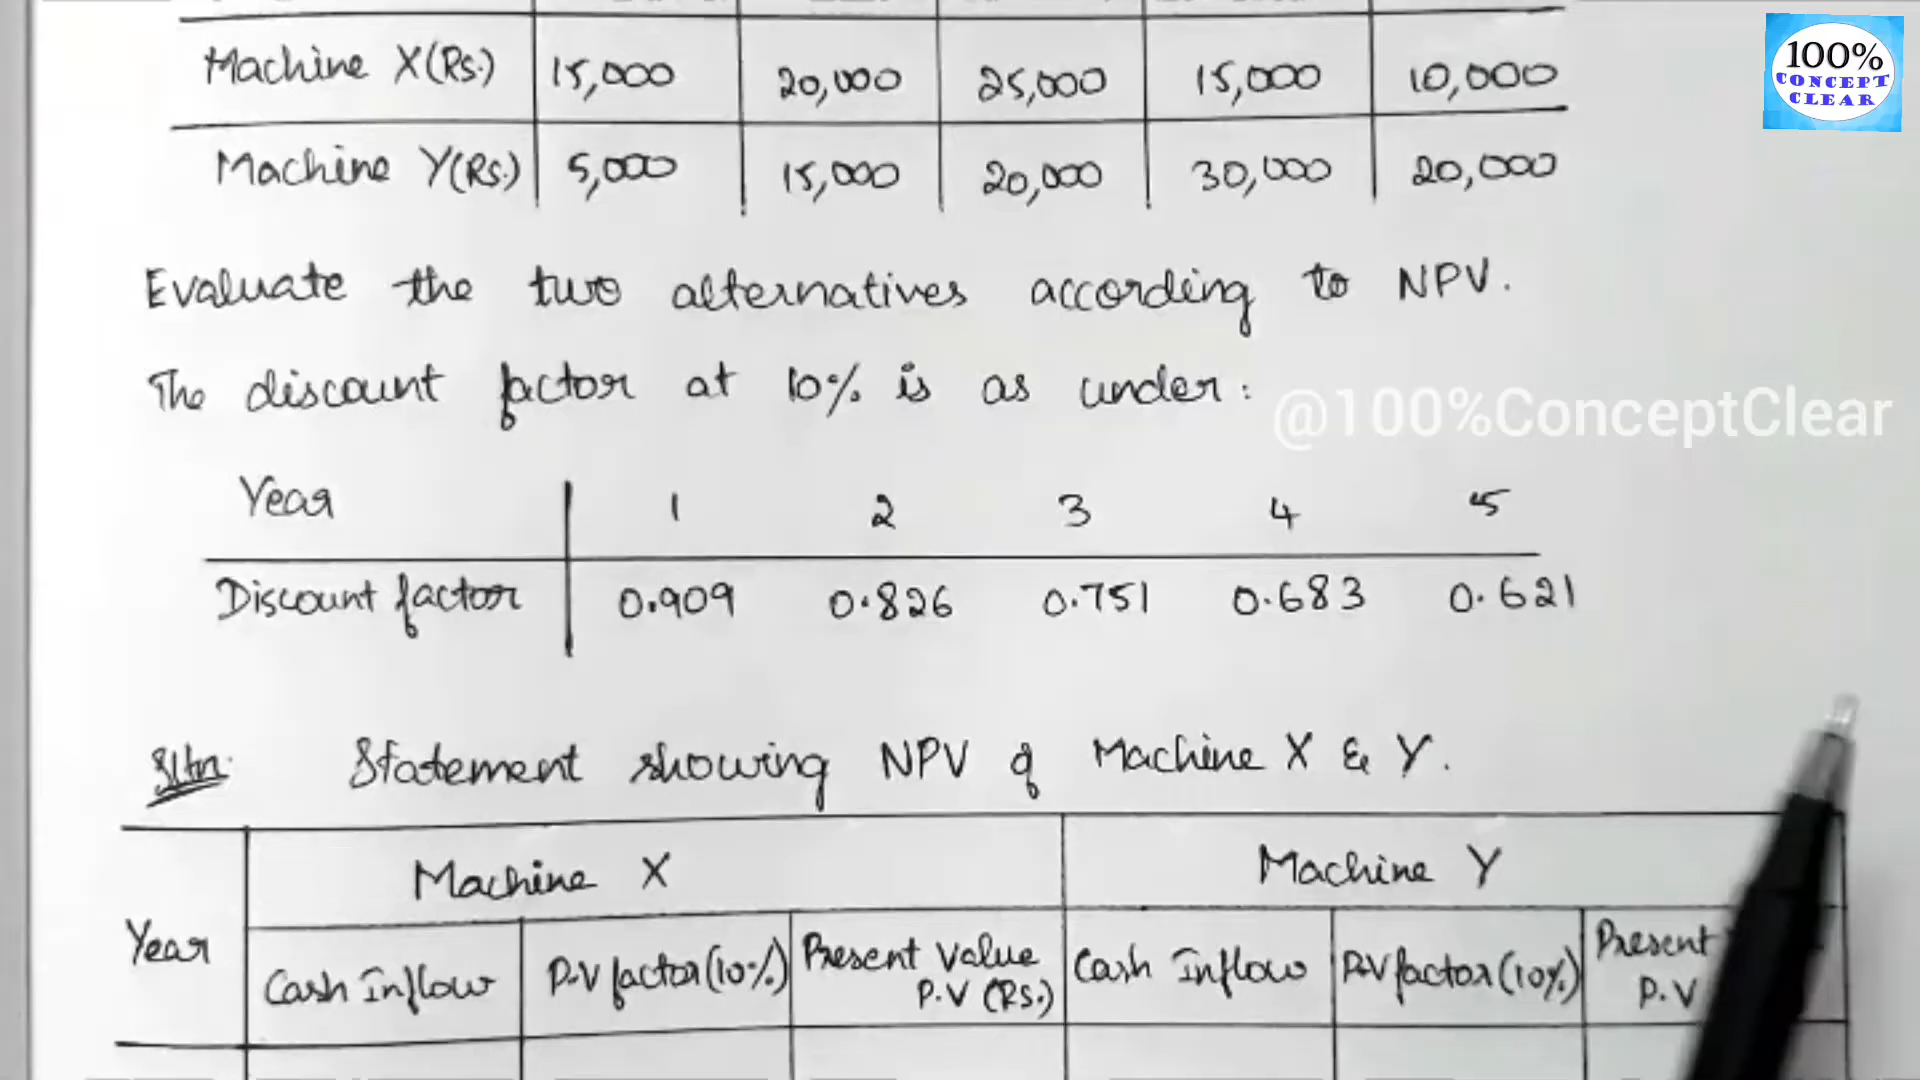 Machine X(Rs.) 15,000 20,000 25,000 15,000 10,000
Machine Y(Rs.) 5,000 15,000 20,000 30,000 20,000
Evaluate the two alternatives according to NPV.
The discount factor at 10% is as under:
Year 1 2 3 4 5
Discount factor 0.909 0.826 0.751 0.683 0.621
Sltn. Statement showing NPV of Machine X & Y.
Machine X Machine Y
Year Cash Inflow P.V factor (10%) Present Value P.V (Rs.) Cash Inflow P.V factor (10%) Present P.V
100%
CONCEPT
CLEAR
@100%ConceptClear